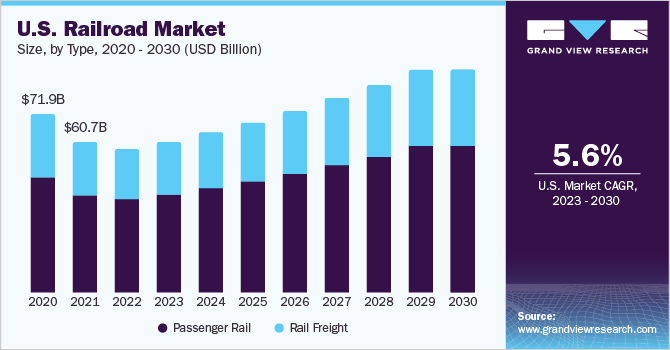 U.S. Railroad Market
Size, by Type, 2020 - 2030 (USD Billion)
$71.9B
$60.7B
2020 2021 2022 2023 2024 2025 2026 2027 2028 2029 2030
Passenger Rail Rail Freight
GRAND VIEW RESEARCH
5.6%
U.S. Market CAGR,
2023 - 2030
Source:
www.grandviewresearch.com